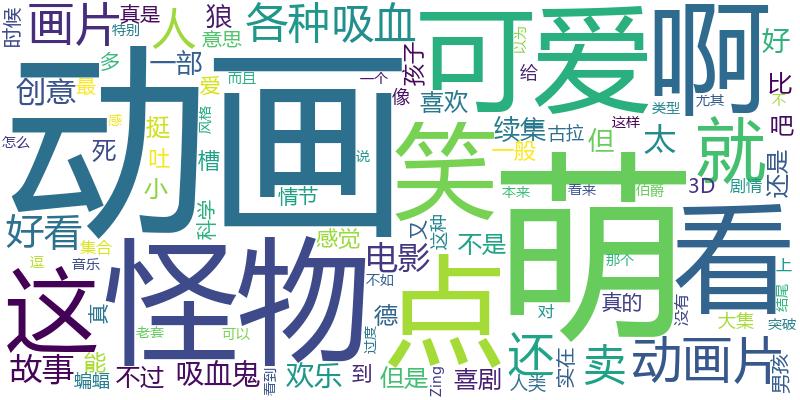 时候
画片
真是
特别
人
狼
意思
各种吸血
可爱
啊
好
创意
最
多
一部
爱
而且
孩子
一个
像
喜欢
以为
给
类型
尤其
比
不
动画
怎么
感
死
挺
吐
小
槽
风格
科学
情节
说
笑
续集
一般
古拉
但
太
这样
就
吧
男
还是
3D
剧情
好看
集合
逗
音乐
感觉
电影
又
这种
不是
本来
看来
伯爵
萌
看
那个
上
结尾
突破
这
怪物
真
老套
可以
不如
德
点
过度
对
还
真的
没有
大集
故事
能
蝙蝠
不过
吸血鬼
看到
欢乐
到
但是
Zing
喜剧
人类
实在
卖
动画片
男孩